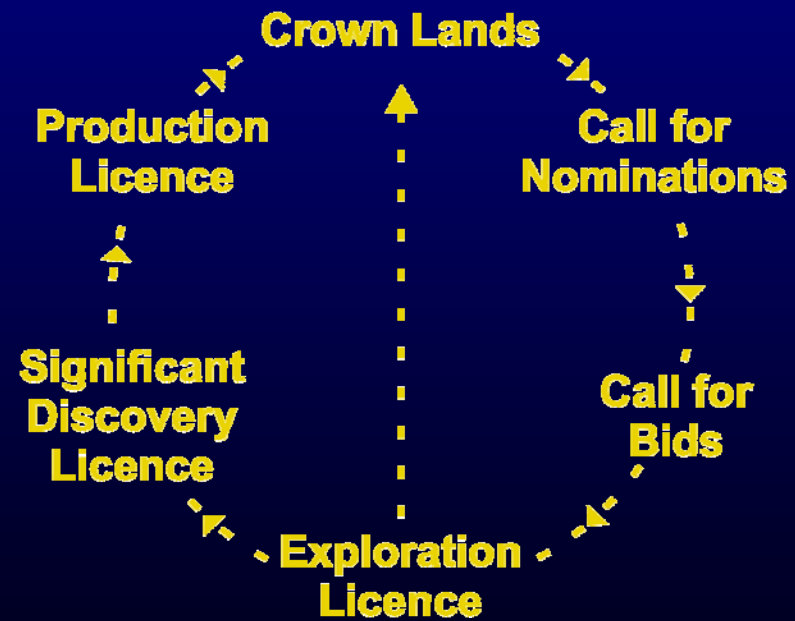 Crown Lands
Call for
Nominations
Call for
Bids
Exploration
Licence
Significant
Discovery
Licence
Production
Licence